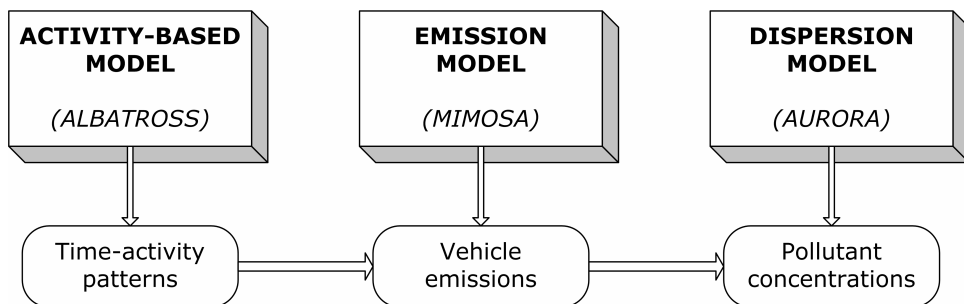 ACTIVITY-BASED
MODEL
(ALBATROSS)
EMISSION
MODEL
(MIMOSA)
DISPERSION
MODEL
(AURORA)
Time-activity
patterns
Vehicle
emissions
Pollutant
concentrations